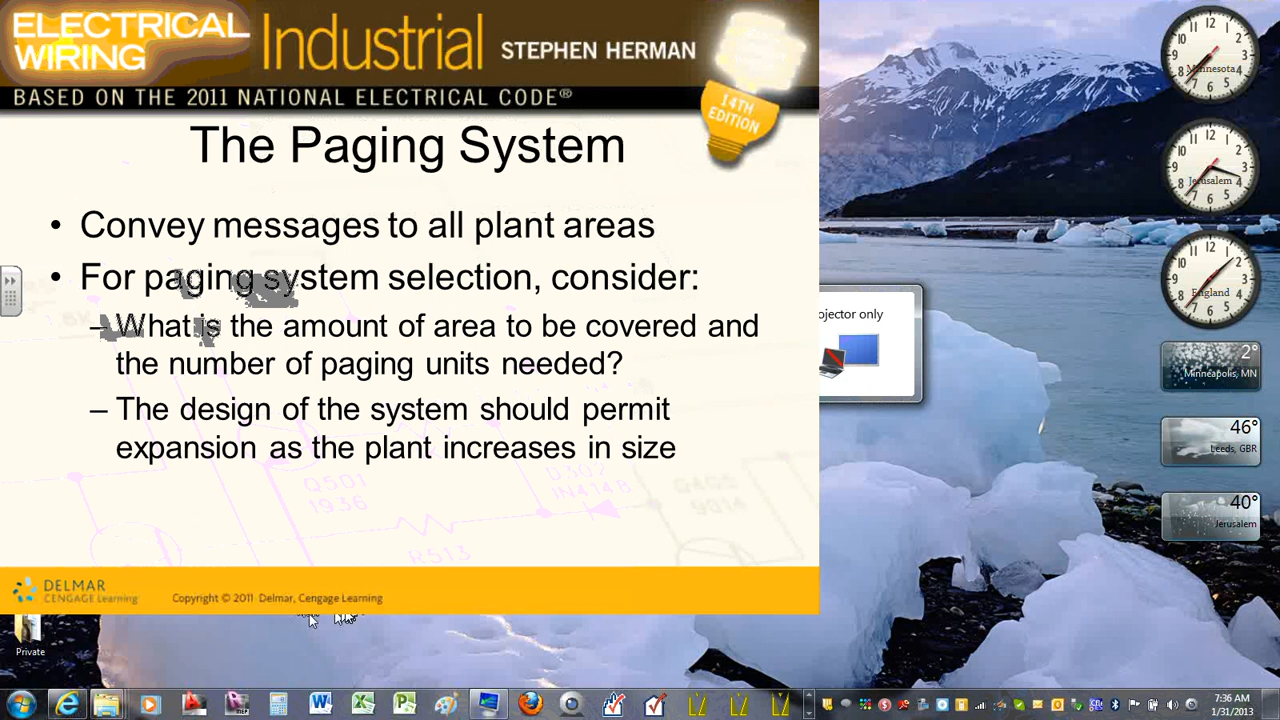 ELECTRICAL
WIRING
Industrial
STEPHEN HERMAN
BASED ON THE 2011 NATIONAL ELECTRICAL CODE®
14TH
EDITION
The Paging System
• Convey messages to all plant areas
• For paging system selection, consider:
– What is the amount of area to be covered and
the number of paging units needed?
– The design of the system should permit
expansion as the plant increases in size
Q501
1936
R513
9014
DELMAR
CENGAGE Learning
Copyright © 2011 Delmar, Cengage Learning
ojector only
Minnesota
Jerusalem
England
2°
Minneapolis, MN
46°
Leeds, GBR
40°
Jerusalem
Private
7:36 AM
1/31/2013